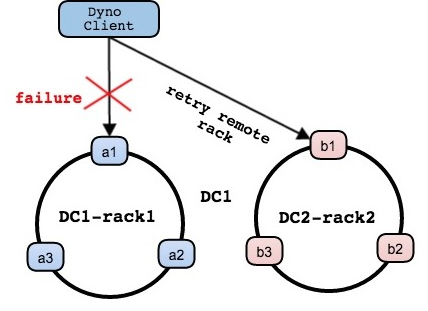 Dyno
Client
failure
retry remote
rack
a1
b1
DC1-rack1
DC1
DC2-rack2
a3
a2
b3
b2